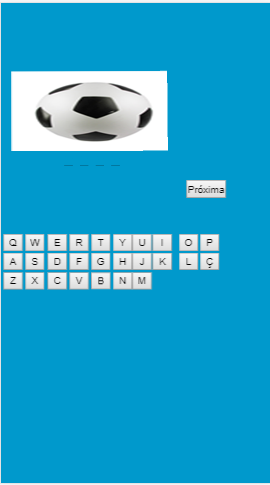 _ _ _ _
Próxima
Q W E R T Y U I O P
A S D F G H J K L Ç
Z X C V B N M